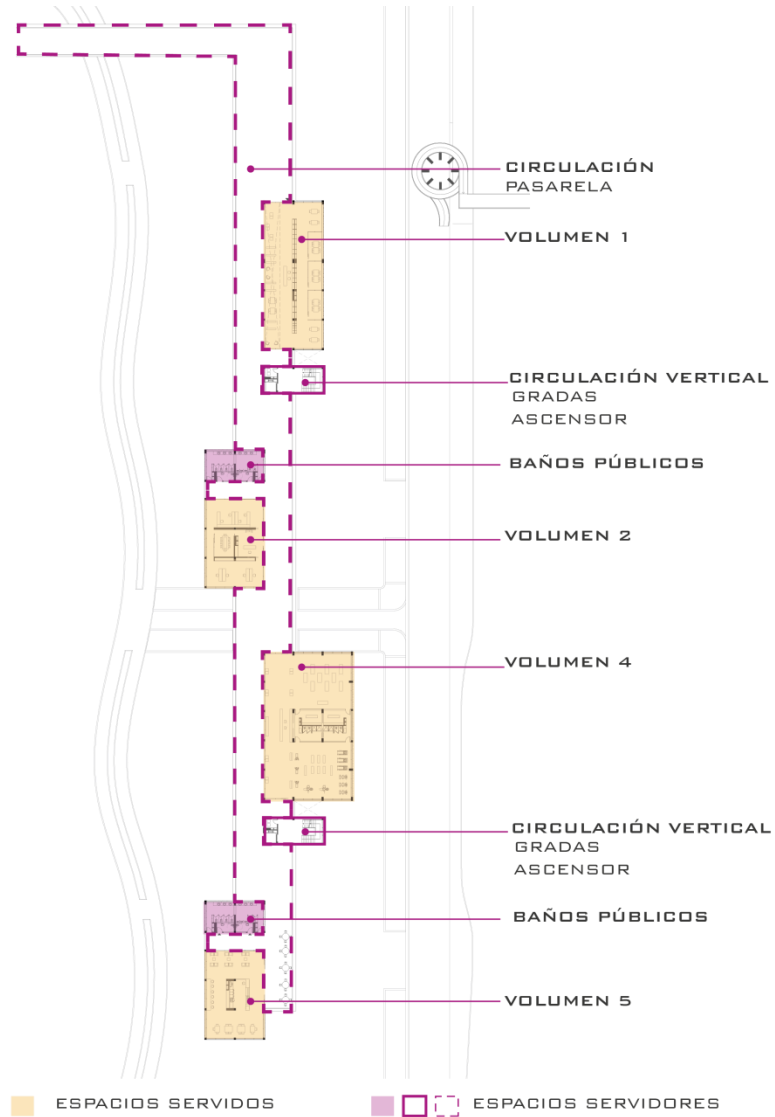 CIRCULACIÓN
PASARELA
VOLUMEN 1
CIRCULACIÓN VERTICAL
GRADAS
ASCENSOR
BAÑOS PÚBLICOS
VOLUMEN 2
VOLUMEN 4
CIRCULACIÓN VERTICAL
GRADAS
ASCENSOR
BAÑOS PÚBLICOS
VOLUMEN 5
ESPACIOS SERVIDOS
ESPACIOS SERVIDORES